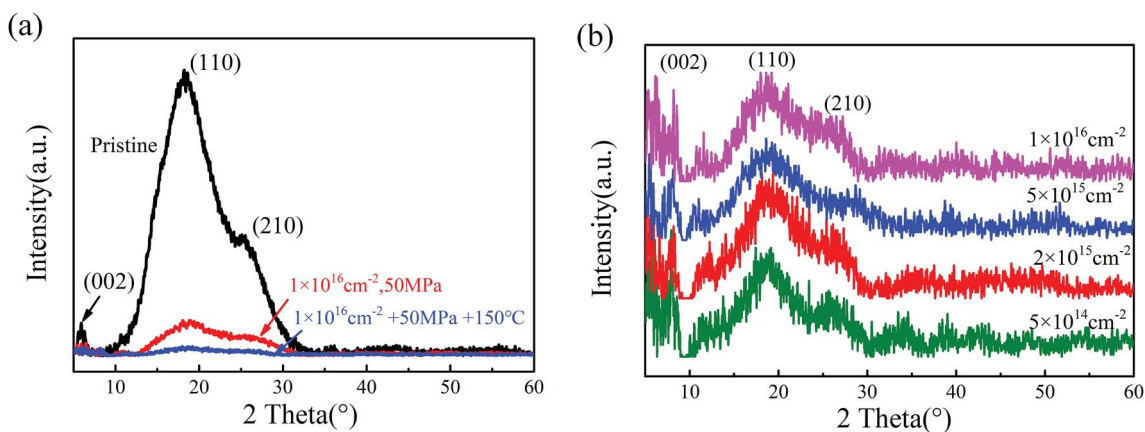 (a)
(110)
Pristine
(210)
(002)
1×10¹⁶cm⁻²,50MPa
1×10¹⁶cm⁻² +50MPa +150℃
Intensity(a.u.)
10 20 30 40 50 60
2 Theta(°)
(b)
(002)
(110)
(210)
1×10¹⁶cm⁻²
5×10¹⁵cm⁻²
2×10¹⁵cm⁻²
5×10¹⁴cm⁻²
Intensity(a.u.)
10 20 30 40 50 60
2 Theta(°)